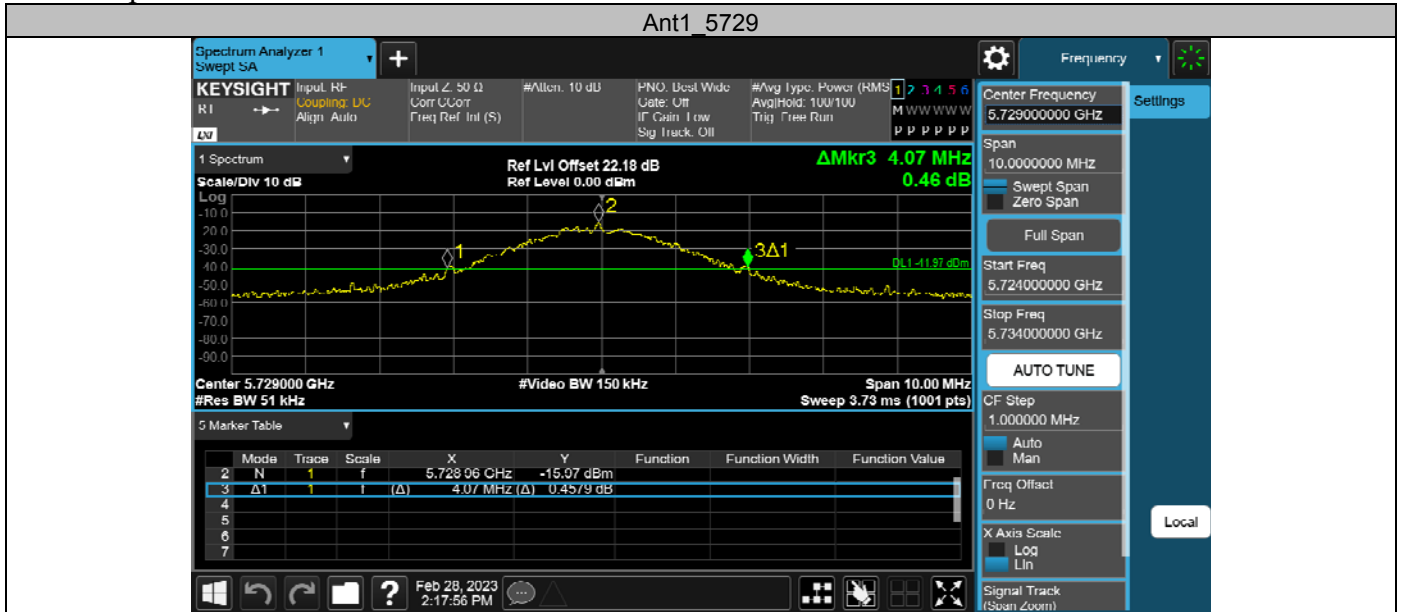 Ant1_5729
Spectrum Analyzer 1
Swept SA
+
Frequency
KEYSIGHT
Input: RF
Coupling: DC
Align: Auto
Input Z: 50 Ω
Corr CCorr
Freq Ref: Int (S)
#Atten: 10 dB
PNO: Best Wide
Gate: Off
IF Gain: Low
Sig Track: Off
#Avg Type: Power (RMS
Avg|Hold: 100/100
Trig: Free Run
1 2 3 4 5 6
M W W W W W
P P P P P P
LXI
1 Spectrum
Scale/Div 10 dB
Ref Lvl Offset 22.18 dB
Ref Level 0.00 dBm
ΔMkr3 4.07 MHz
0.46 dB
Log
-10.0
-20.0
-30.0
-40.0
-50.0
-60.0
-70.0
-80.0
-90.0
1
2
3Δ1
DL1 -41.97 dBm
Center 5.729000 GHz
#Video BW 150 kHz
Span 10.00 MHz
#Res BW 51 kHz
Sweep 3.73 ms (1001 pts)
5 Marker Table
Mode Trace Scale X Y Function Function Width Function Value
2 N 1 f 5.728 96 GHz -15.97 dBm
3 Δ1 1 f (Δ) 4.07 MHz (Δ) 0.4579 dB
4
5
6
7
Center Frequency
5.729000000 GHz
Settings
Span
10.0000000 MHz
Swept Span
Zero Span
Full Span
Start Freq
5.724000000 GHz
Stop Freq
5.734000000 GHz
AUTO TUNE
CF Step
1.000000 MHz
Auto
Man
Freq Offset
0 Hz
X Axis Scale
Log
Lin
Signal Track
(Span Zoom)
Local
?
Feb 28, 2023
2:17:56 PM